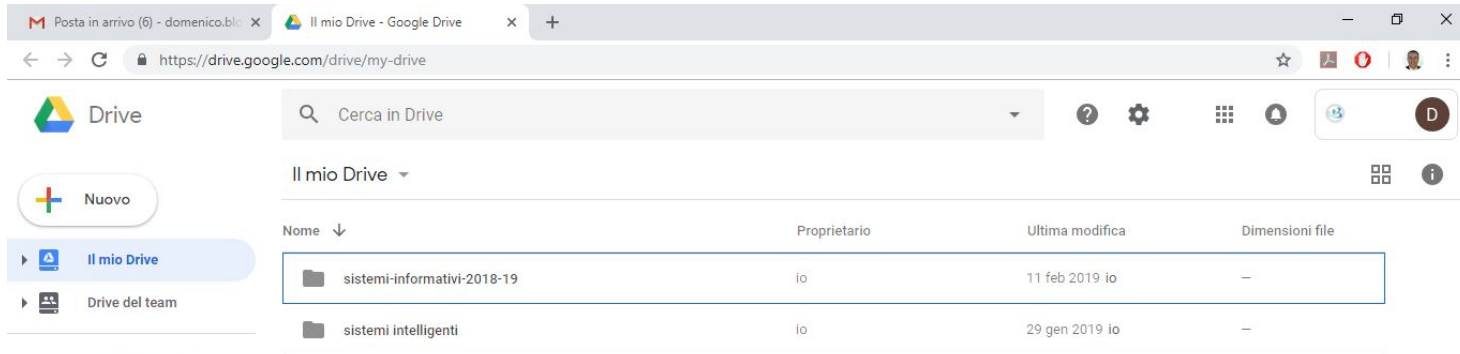 Posta in arrivo (6) - domenico.blo
Il mio Drive - Google Drive
https://drive.google.com/drive/my-drive
Drive
Cerca in Drive
D
Il mio Drive
Nuovo
Nome Proprietario Ultima modifica Dimensioni file
Il mio Drive
sistemi-informativi-2018-19 io 11 feb 2019 io —
Drive del team
sistemi intelligenti io 29 gen 2019 io —